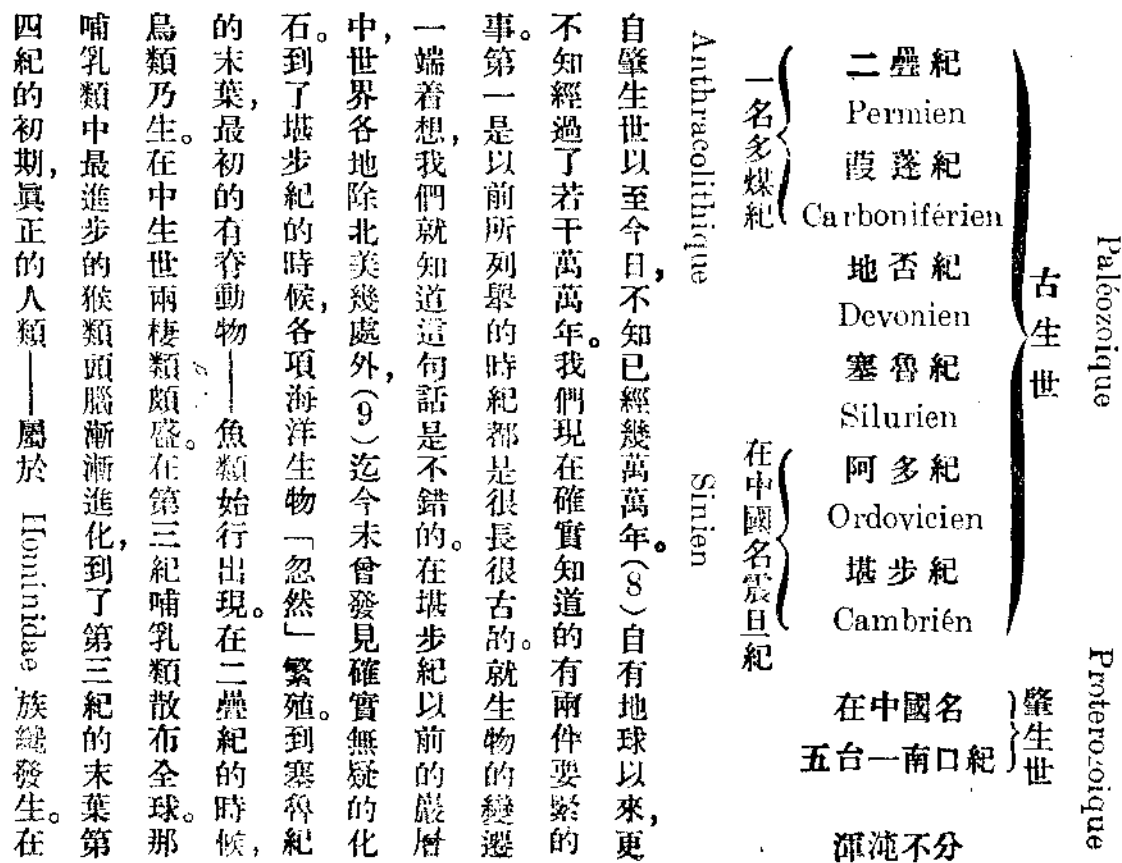 Paléozoique
古生世
二疊紀
Permien
葭蓬紀
Carboniférien
地否紀
Devonien
塞魯紀
Silurien
阿多紀
Ordovicien
堪步紀
Cambrién
一名多煤紀
Anthracolithique
在中國名震旦紀
Sinien
Proterozoique
肇生世
在中國名
五台一南口紀
渾沌不分
自肇生世以至今日，不知已經幾萬萬年。（8）自有地球以來，更
不知經過了若干萬萬年。我們現在確實知道的有兩件要緊的
事。第一是以前所列舉的時紀都是很長很古的。就生物的變遷
一端着想，我們就知道這句話是不錯的。在堪步紀以前的巖層
中，世界各地除北美幾處外，（9）迄今未曾發見確實無疑的化
石。到了堪步紀的時候，各項海洋生物「忽然」繁殖。到塞魯紀
的末葉，最初的有脊動物——魚類始行出現。在二疊紀的時候，
鳥類乃生。在中生世兩棲類頗盛。在第三紀哺乳類散布全球。那
哺乳類中最進步的猴類頭腦漸漸進化，到了第三紀的末葉第
四紀的初期，眞正的人類——屬於 Hominidae 族纔發生。在